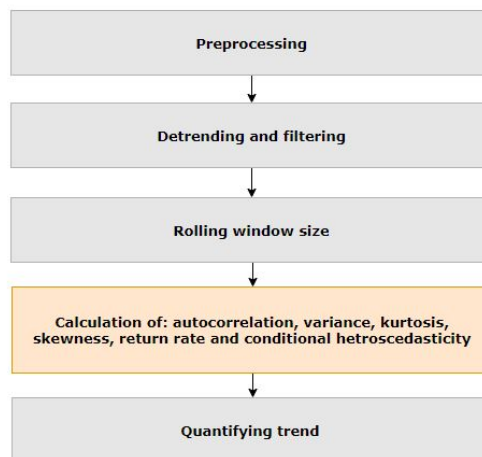 Preprocessing
Detrending and filtering
Rolling window size
Calculation of: autocorrelation, variance, kurtosis,
skewness, return rate and conditional hetroscedasticity
Quantifying trend